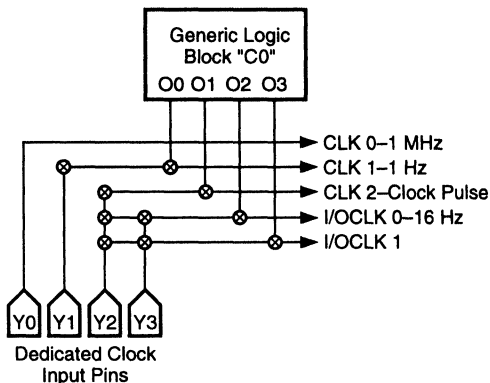 Generic Logic
Block "C0"
O0 O1 O2 O3
CLK 0–1 MHz
CLK 1–1 Hz
CLK 2–Clock Pulse
I/OCLK 0–16 Hz
I/OCLK 1
Y0 Y1 Y2 Y3
Dedicated Clock
Input Pins